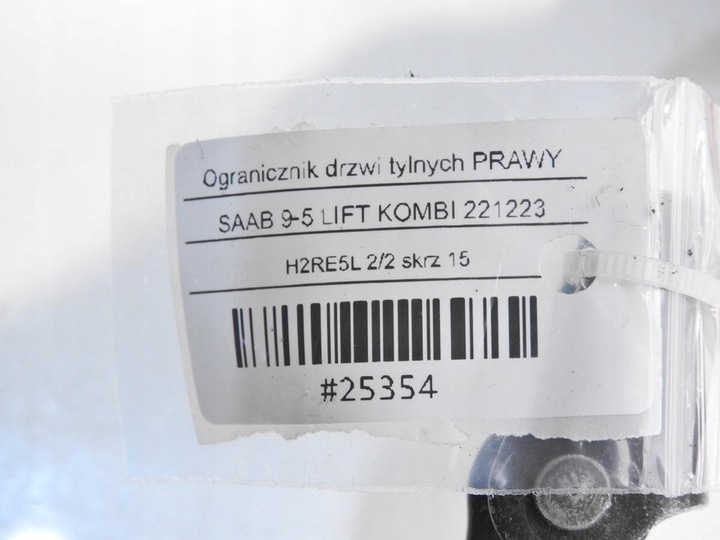 Ogranicznik drzwi tylnych PRAWY
SAAB 9-5 LIFT KOMBI 221223
H2RE5L 2/2 skrz 15
#25354